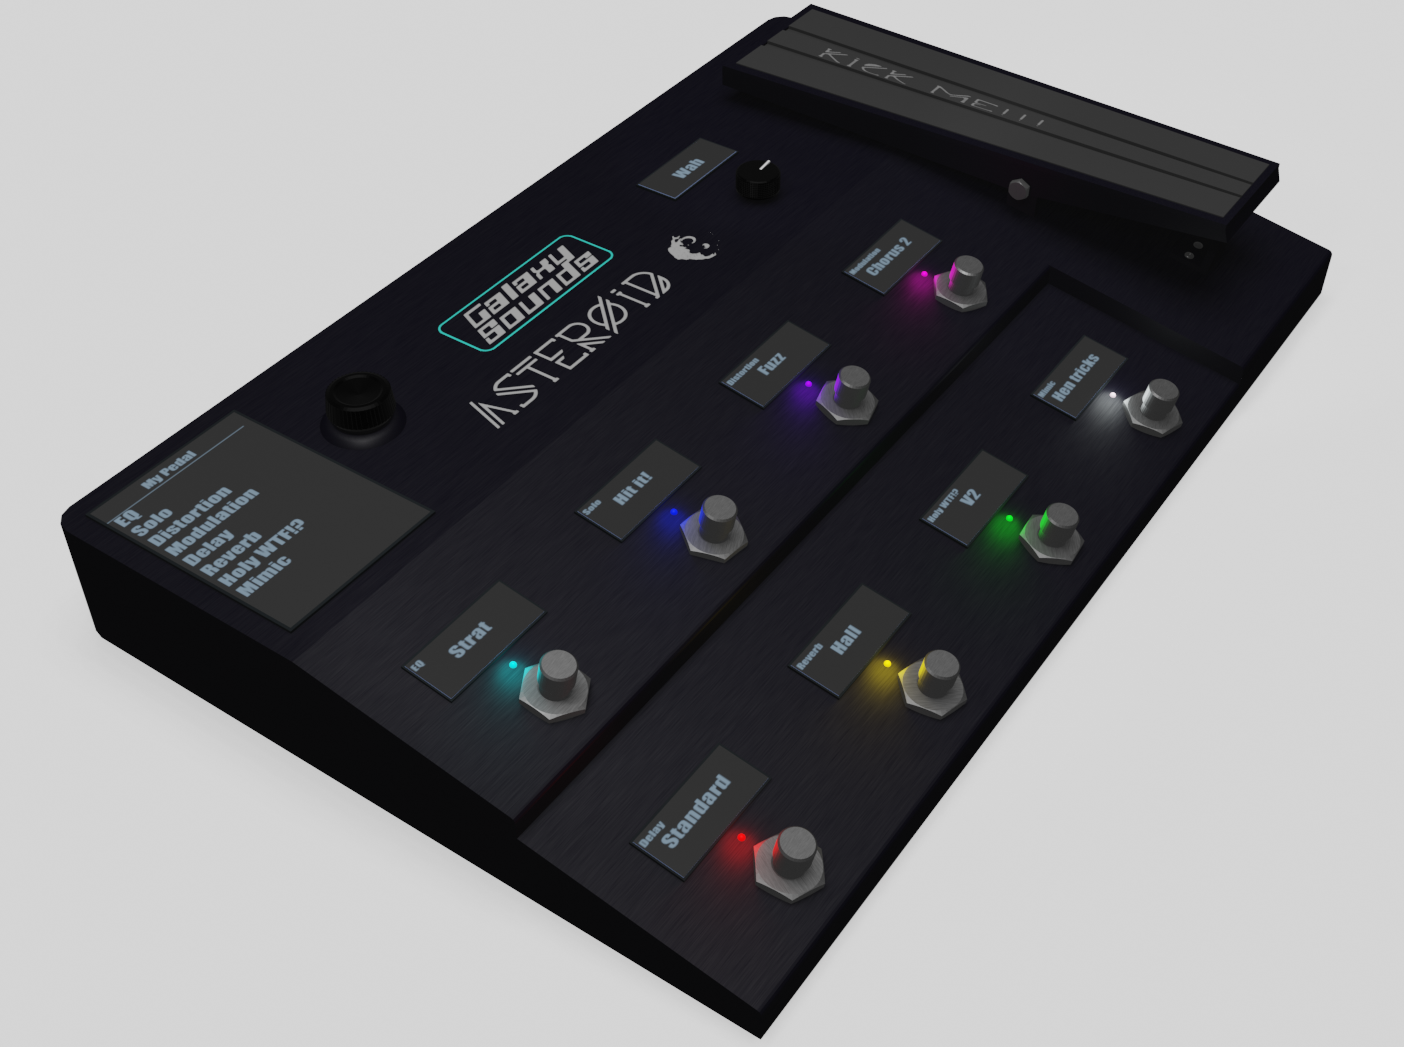 KICK ME!!!
Wah
Galaxy
Sounds
ASTERØID
Modulation
Chorus 2
Distortion
Fuzz
Solo
Hit it!
EQ
Strat
Mimic
Hen tricks
Holy WTF!?
V2
Reverb
Hall
Delay
Standard
My Pedal
EQ
Solo
Distortion
Modulation
Delay
Reverb
Holy WTF!?
Mimic